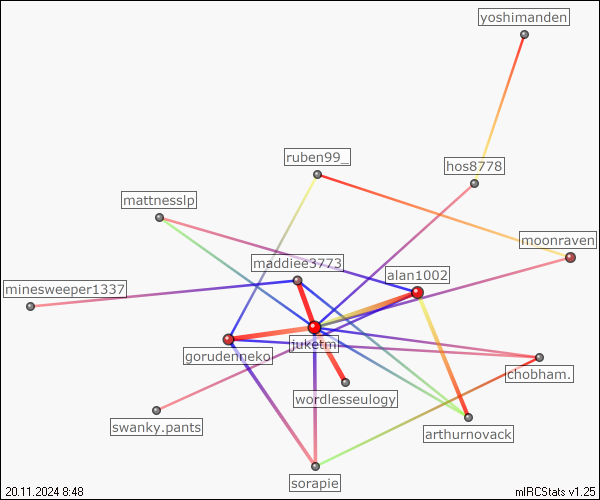 yoshimanden
ruben99_
hos8778
mattnesslp
moonraven
maddiee3773
alan1002
minesweeper1337
juketm
gorudenneko
chobham.
wordlesseulogy
swanky.pants
arthurnovack
sorapie
20.11.2024 8:48
mIRCStats v1.25